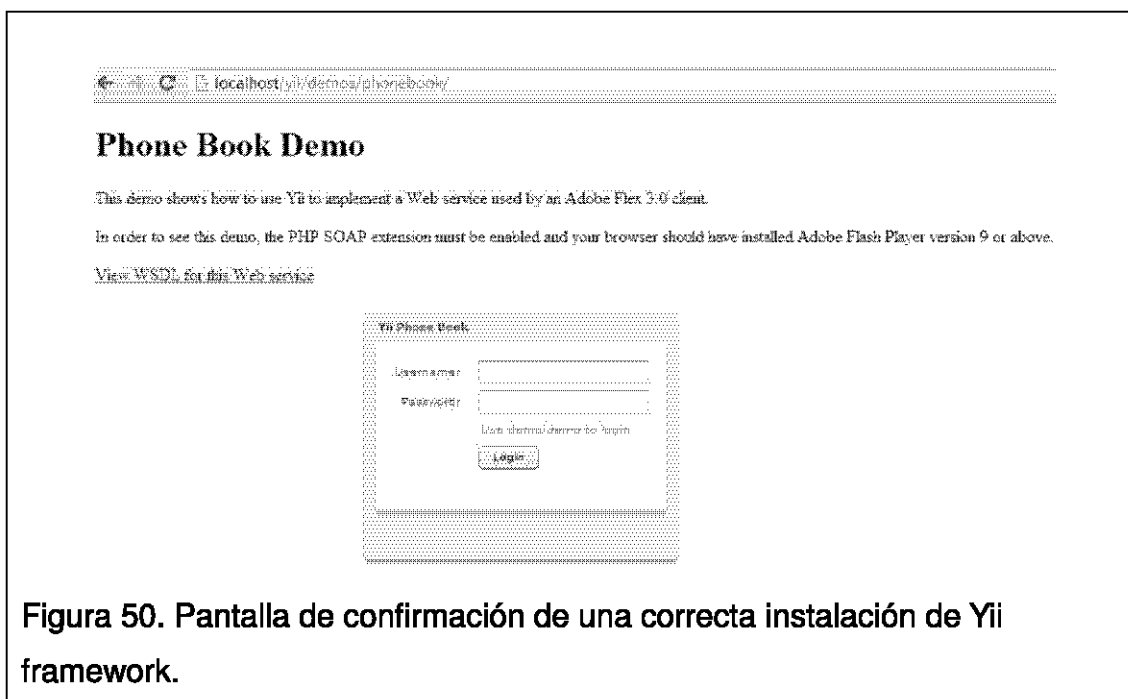 localhost/yii/demos/phonebook/
Phone Book Demo
This demo shows how to use Yii to implement a Web service used by an Adobe Flex 3.0 client.
In order to see this demo, the PHP SOAP extension must be enabled and your browser should have installed Adobe Flash Player version 9 or above.
View WSDL for this Web service
Yii Phone Book
Username:
Password:
Use demo/demo to login
Login
Figura 50. Pantalla de confirmación de una correcta instalación de Yii
framework.